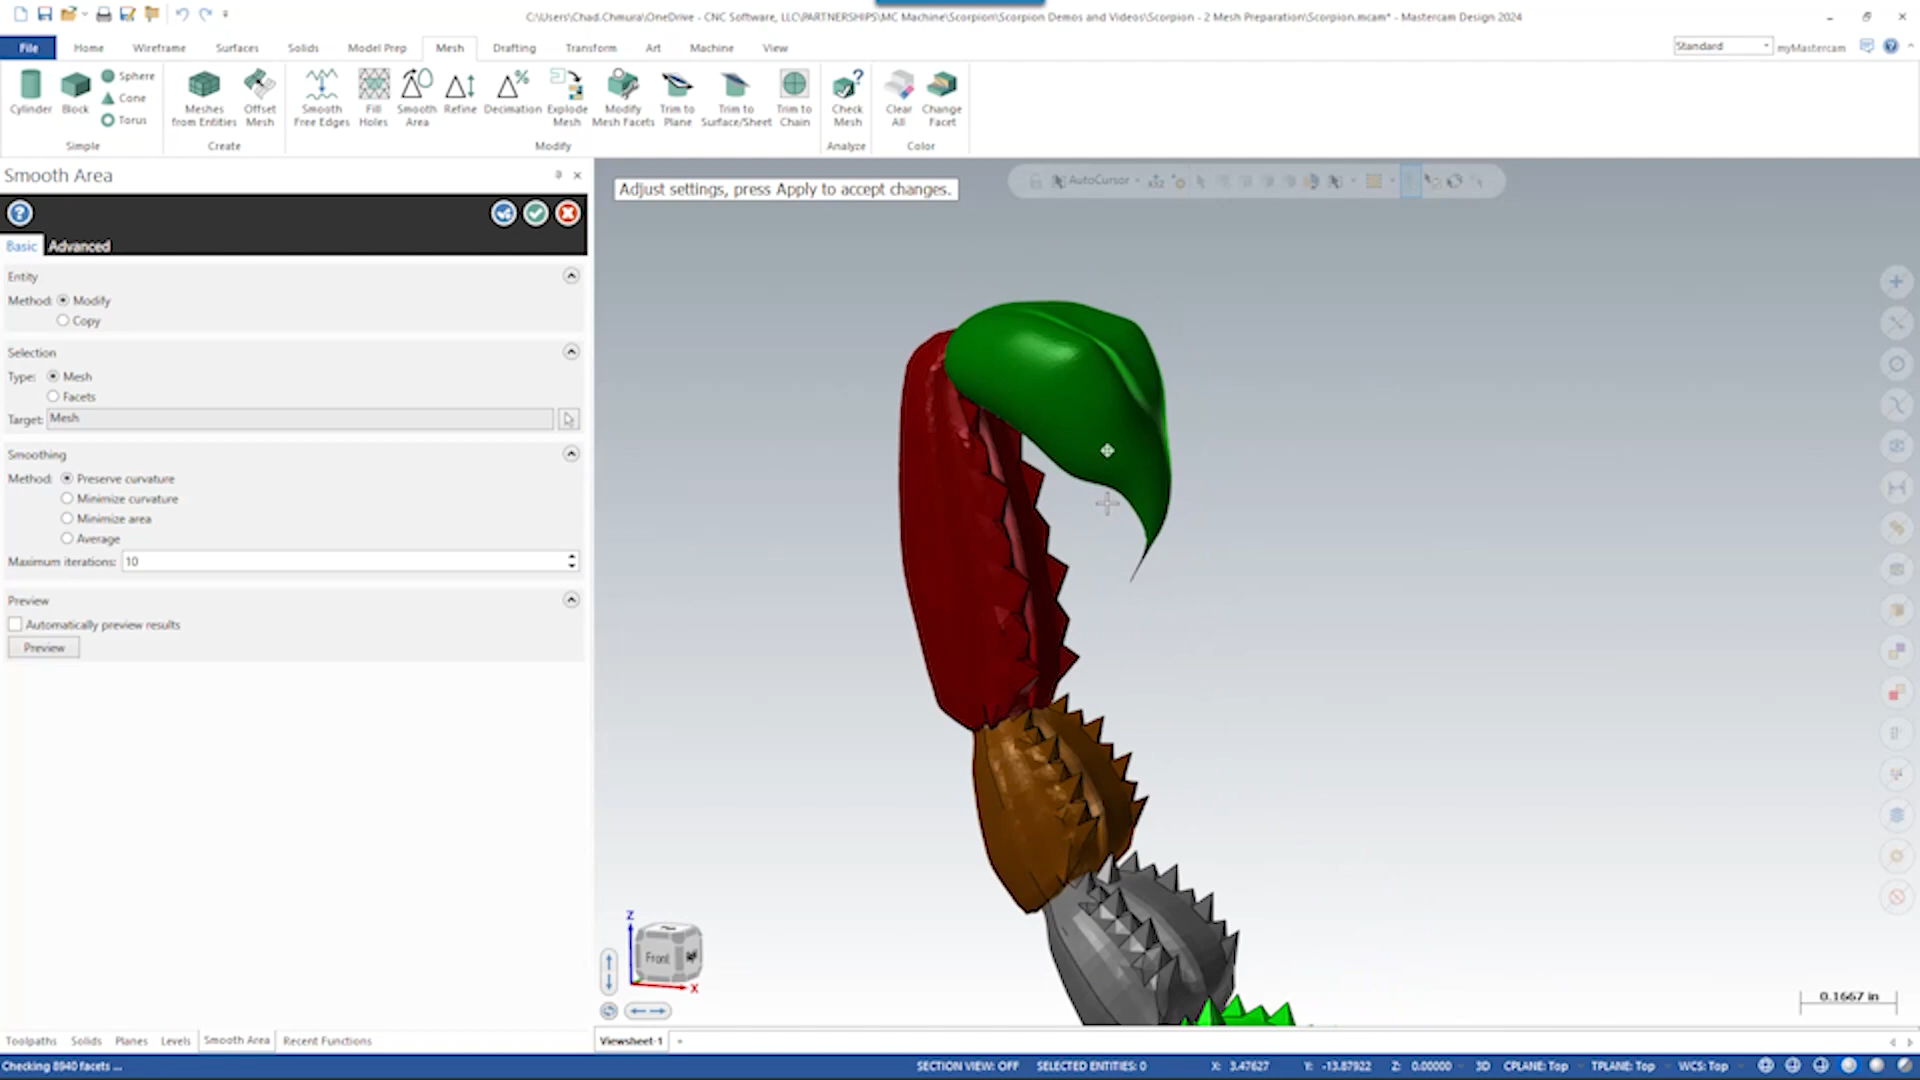 C:\Users\Chad.Chmura\OneDrive - CNC Software, LLC\PARTNERSHIPS\MC Machine\Scorpion\Scorpion Demos and Videos\Scorpion - 2 Mesh Preparation\Scorpion.mcam* - Mastercam Design 2024
File Home Wireframe Surfaces Solids Model Prep Mesh Drafting Transform Art Machine View
Standard myMastercam
Cylinder Block Sphere Cone Torus
Simple
Meshes from Entities Offset Mesh
Create
Smooth Free Edges Fill Holes Smooth Area Refine Decimation Explode Mesh Modify Mesh Facets Trim to Plane Trim to Surface/Sheet Trim to Chain
Modify
Check Mesh
Analyze
Clear All Change Facet
Color
Smooth Area
Basic Advanced
Entity
Method: Modify
Copy
Selection
Type: Mesh
Facets
Target: Mesh
Smoothing
Method: Preserve curvature
Minimize curvature
Minimize area
Average
Maximum iterations: 10
Preview
Automatically preview results
Preview
Adjust settings, press Apply to accept changes.
AutoCursor
Z
Front
X
0.1667 in
Toolpaths Solids Planes Levels Smooth Area Recent Functions
Viewsheet-1
Checking 8940 facets ...
SECTION VIEW: OFF SELECTED ENTITIES: 0 X: 3.47627 Y: -13.87922 Z: 0.00000 3D CPLANE: Top TPLANE: Top WCS: Top